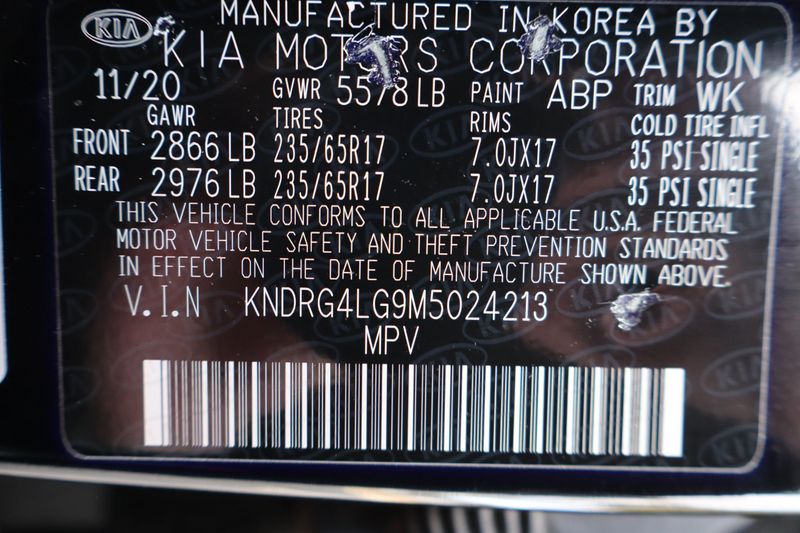 MANUFACTURED IN KOREA BY
KIA KIA MOTORS CORPORATION
11/20 GVWR 5578 LB PAINT ABP TRIM WK
GAWR TIRES RIMS COLD TIRE INFL
FRONT 2866 LB 235/65R17 7.0JX17 35 PSI SINGLE
REAR 2976 LB 235/65R17 7.0JX17 35 PSI SINGLE
THIS VEHICLE CONFORMS TO ALL APPLICABLE U.S.A. FEDERAL
MOTOR VEHICLE SAFETY AND THEFT PREVENTION STANDARDS
IN EFFECT ON THE DATE OF MANUFACTURE SHOWN ABOVE.
V.I.N KNDRG4LG9M5024213
MPV